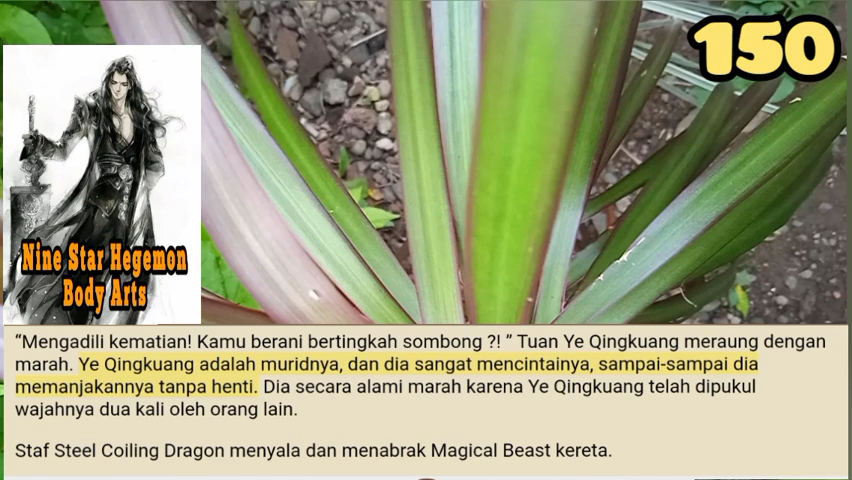 150
Nine Star Hegemon
Body Arts
“Mengadili kematian! Kamu berani bertingkah sombong ?! ” Tuan Ye Qingkuang meraung dengan
marah. Ye Qingkuang adalah muridnya, dan dia sangat mencintainya, sampai-sampai dia
memanjakannya tanpa henti. Dia secara alami marah karena Ye Qingkuang telah dipukul
wajahnya dua kali oleh orang lain.
Staf Steel Coiling Dragon menyala dan menabrak Magical Beast kereta.